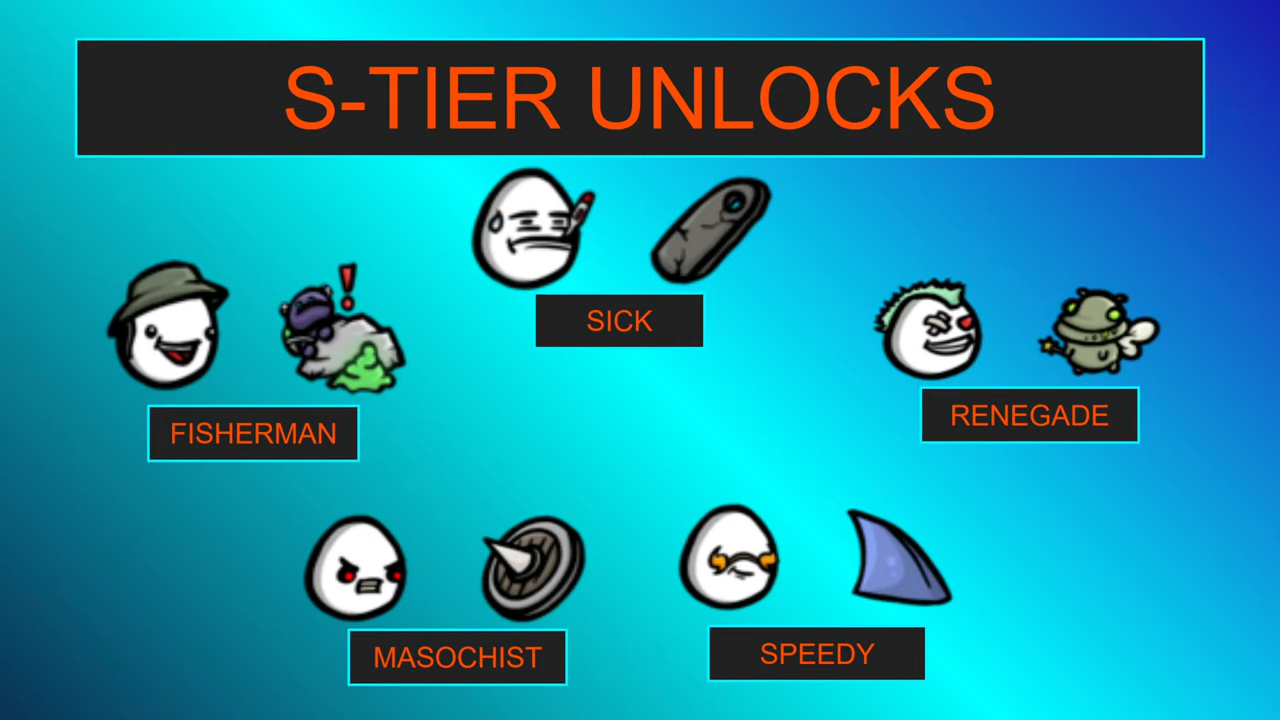 S-TIER UNLOCKS
SICK
FISHERMAN
RENEGADE
MASOCHIST
SPEEDY